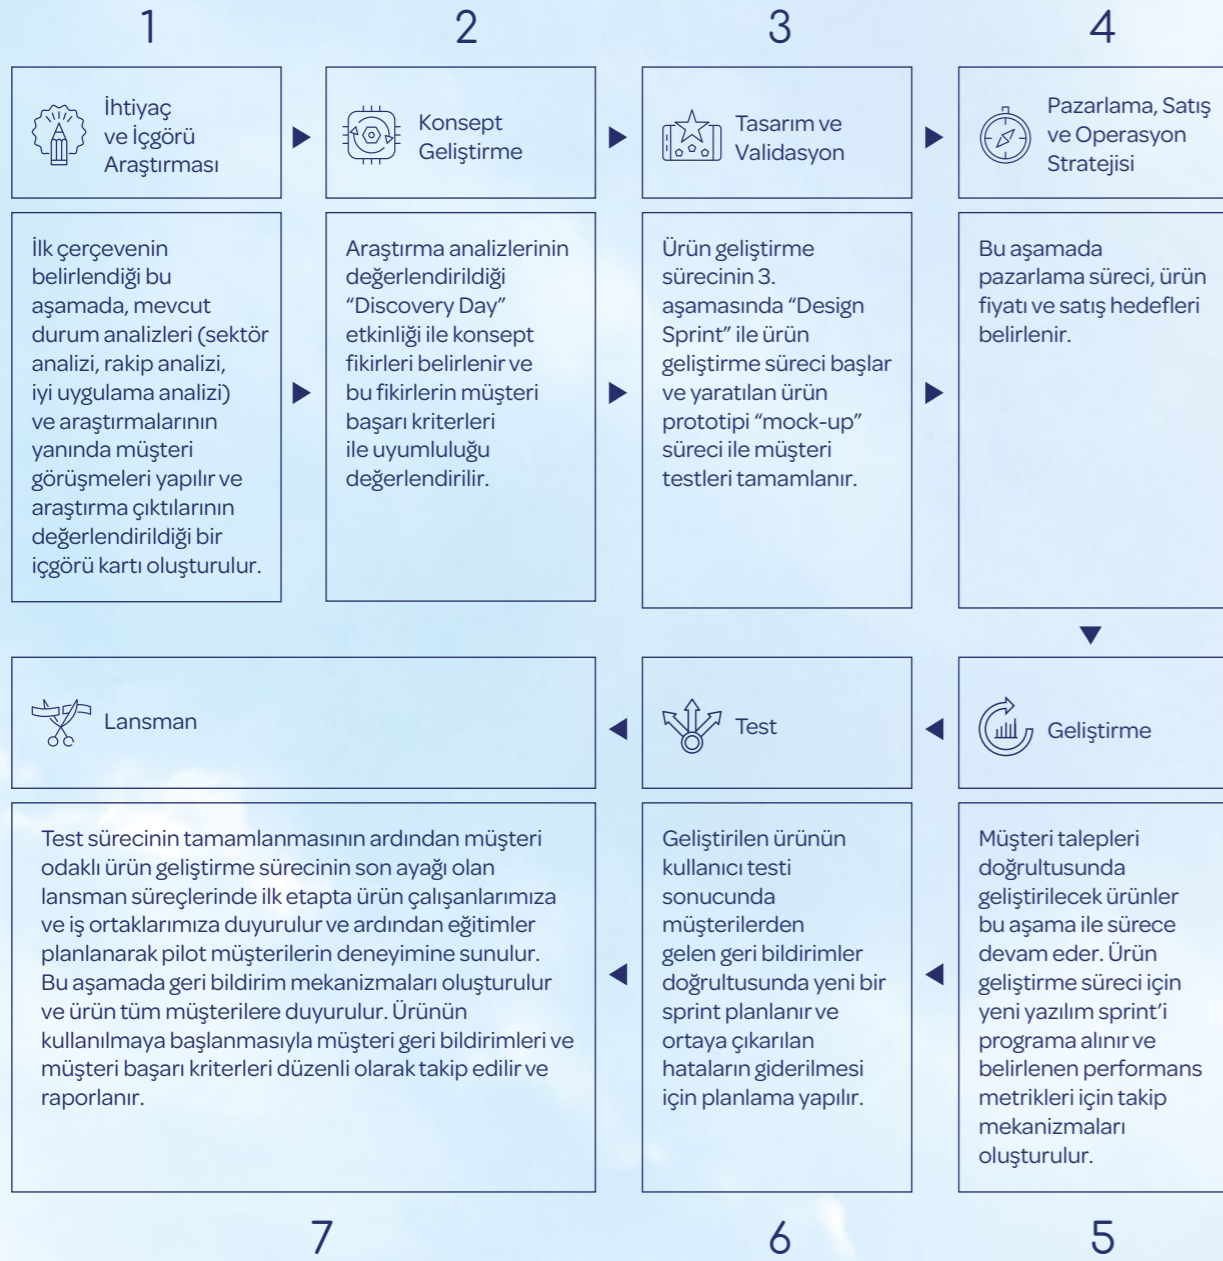 1
İhtiyaç
ve İçgörü
Araştırması
İlk çerçevenin
belirlendiği bu
aşamada, mevcut
durum analizleri (sektör
analizi, rakip analizi,
iyi uygulama analizi)
ve araştırmalarının
yanında müşteri
görüşmeleri yapılır ve
araştırma çıktılarının
değerlendirildiği bir
içgörü kartı oluşturulur.
2
Konsept
Geliştirme
Araştırma analizlerinin
değerlendirildiği
“Discovery Day”
etkinliği ile konsept
fikirleri belirlenir ve
bu fikirlerin müşteri
başarı kriterleri
ile uyumluluğu
değerlendirilir.
3
Tasarım ve
Validasyon
Ürün geliştirme
sürecinin 3.
aşamasında “Design
Sprint” ile ürün
geliştirme süreci başlar
ve yaratılan ürün
prototipi “mock-up”
süreci ile müşteri
testleri tamamlanır.
4
Pazarlama, Satış
ve Operasyon
Stratejisi
Bu aşamada
pazarlama süreci, ürün
fiyatı ve satış hedefleri
belirlenir.
Geliştirme
Müşteri talepleri
doğrultusunda
geliştirilecek ürünler
bu aşama ile sürece
devam eder. Ürün
geliştirme süreci için
yeni yazılım sprint’i
programa alınır ve
belirlenen performans
metrikleri için takip
mekanizmaları
oluşturulur.
5
Test
Geliştirilen ürünün
kullanıcı testi
sonucunda
müşterilerden
gelen geri bildirimler
doğrultusunda yeni bir
sprint planlanır ve
ortaya çıkarılan
hataların giderilmesi
için planlama yapılır.
6
Lansman
Test sürecinin tamamlanmasının ardından müşteri
odaklı ürün geliştirme sürecinin son ayağı olan
lansman süreçlerinde ilk etapta ürün çalışanlarımıza
ve iş ortaklarımıza duyurulur ve ardından eğitimler
planlanarak pilot müşterilerin deneyimine sunulur.
Bu aşamada geri bildirim mekanizmaları oluşturulur
ve ürün tüm müşterilere duyurulur. Ürünün
kullanılmaya başlanmasıyla müşteri geri bildirimleri ve
müşteri başarı kriterleri düzenli olarak takip edilir ve
raporlanır.
7